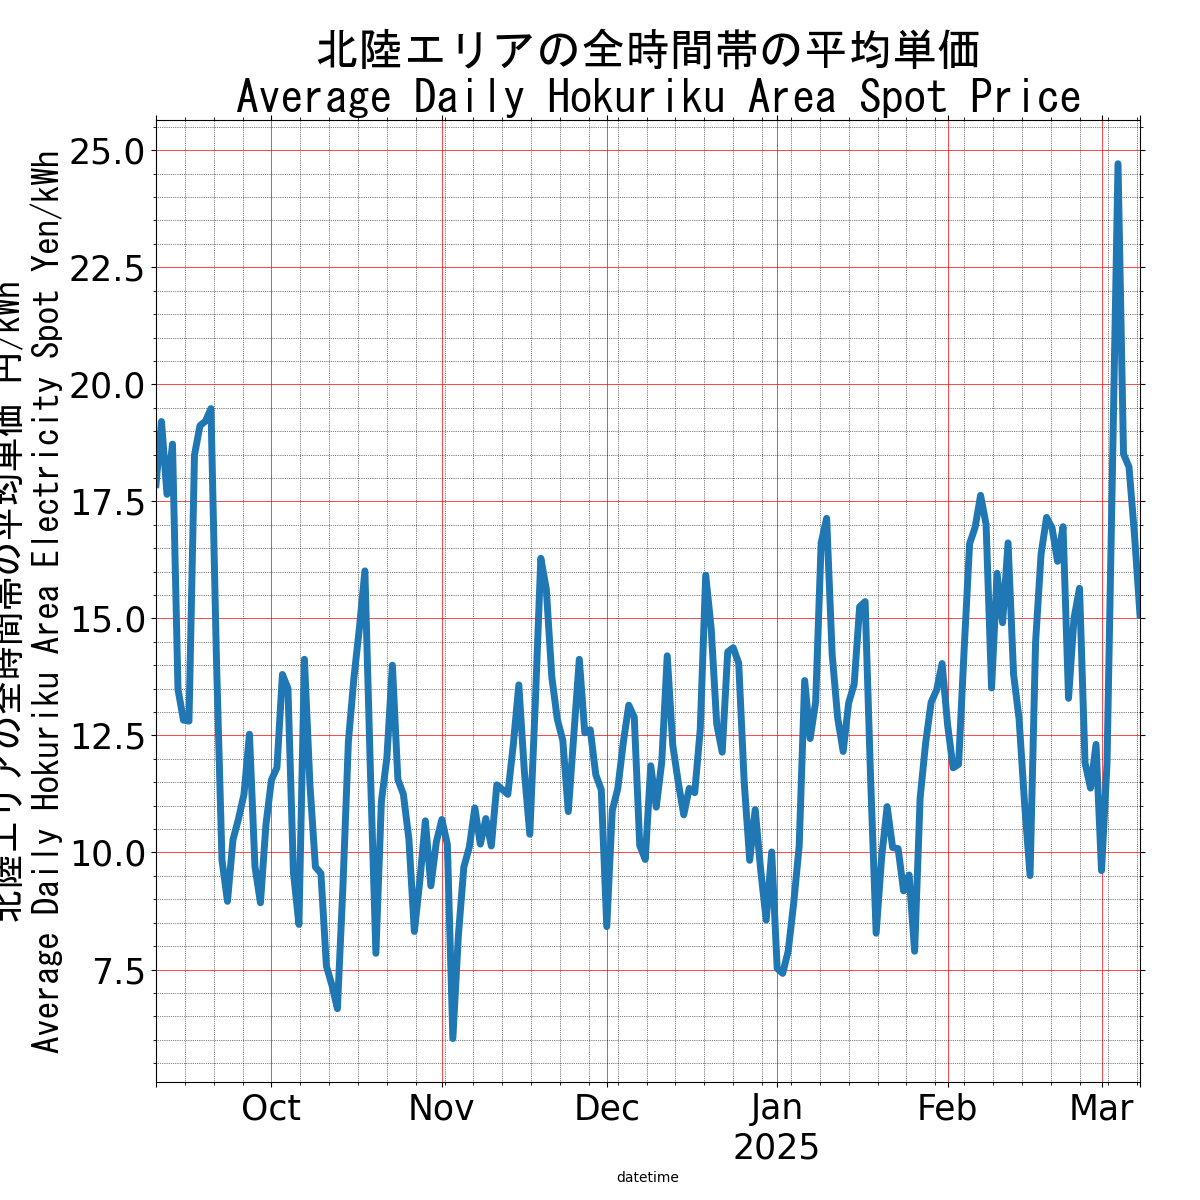 北陸エリアの全時間帯の平均単価
Average Daily Hokuriku Area Spot Price
北陸エリアの全時間帯の平均単価 円/kWh
Average Daily Hokuriku Area Electricity Spot Yen/kWh
25.0
22.5
20.0
17.5
15.0
12.5
10.0
7.5
Oct
Nov
Dec
Jan
2025
Feb
Mar
datetime